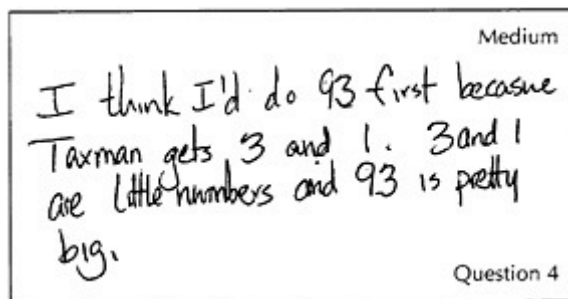 Medium
I think I'd do 93 first becasue
Taxman gets 3 and 1. 3 and 1
are little numbers and 93 is pretty
big.
Question 4